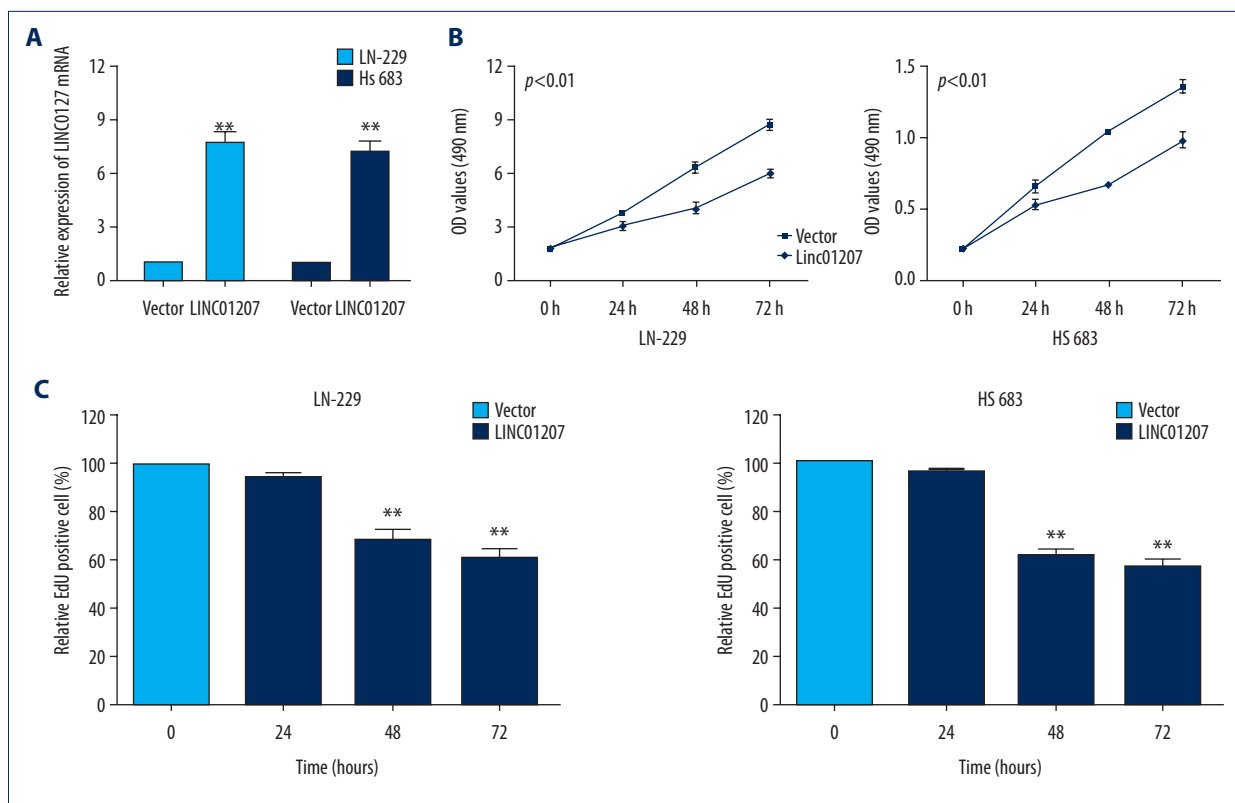 A
LN-229
Hs 683
Relative expression of LINC0127 mRNA
12
9
6
3
0
**
**
Vector LINC01207 Vector LINC01207
B
OD values (490 nm)
12
9
6
3
0
p<0.01
Vector
Linc01207
0 h 24 h 48 h 72 h
LN-229
OD values (490 nm)
1.5
1.0
0.5
0.0
p<0.01
0 h 24 h 48 h 72 h
HS 683
C
LN-229
Vector
LINC01207
Relative EdU positive cell (%)
120
100
80
60
40
20
0
**
**
0 24 48 72
Time (hours)
HS 683
Vector
LINC01207
Relative EdU positive cell (%)
120
100
80
60
40
20
0
**
**
0 24 48 72
Time (hours)